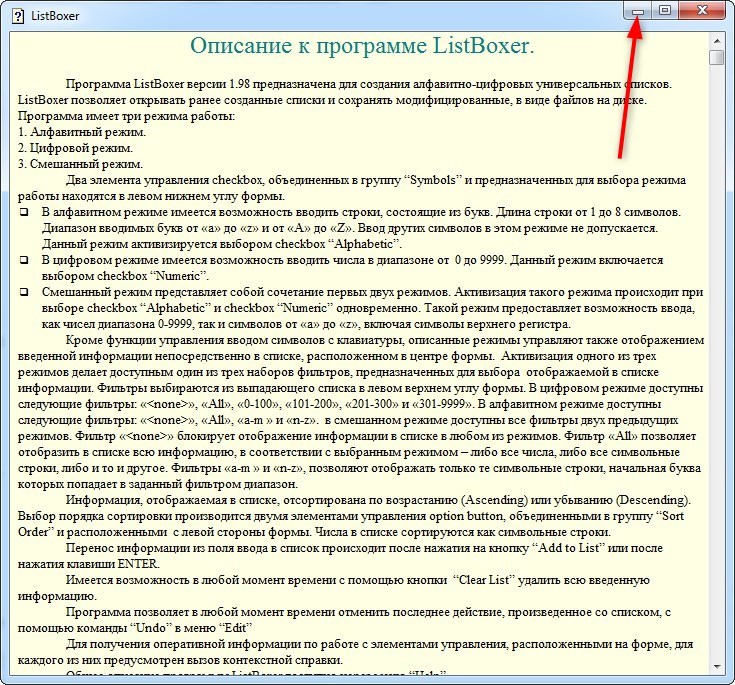 ListBoxer
Описание к программе ListBoxer.
Программа ListBoxer версии 1.98 предназначена для создания алфавитно-цифровых универсальных списков.
ListBoxer позволяет открывать ранее созданные списки и сохранять модифицированные, в виде файлов на диске.
Программа имеет три режима работы:
1. Алфавитный режим.
2. Цифровой режим.
3. Смешанный режим.
Два элемента управления checkbox, объединенных в группу “Symbols” и предназначенных для выбора режима
работы находятся в левом нижнем углу формы.
❑ В алфавитном режиме имеется возможность вводить строки, состоящие из букв. Длина строки от 1 до 8 символов.
Диапазон вводимых букв от «a» до «z» и от «A» до «Z». Ввод других символов в этом режиме не допускается.
Данный режим активизируется выбором checkbox “Alphabetic”.
❑ В цифровом режиме имеется возможность вводить числа в диапазоне от 0 до 9999. Данный режим включается
выбором checkbox “Numeric”.
❑ Смешанный режим представляет собой сочетание первых двух режимов. Активизация такого режима происходит при
выборе checkbox “Alphabetic” и checkbox “Numeric” одновременно. Такой режим предоставляет возможность ввода,
как чисел диапазона 0-9999, так и символов от «a» до «z», включая символы верхнего регистра.
Кроме функции управления вводом символов с клавиатуры, описанные режимы управляют также отображением
введенной информации непосредственно в списке, расположенном в центре формы. Активизация одного из трех
режимов делает доступным один из трех наборов фильтров, предназначенных для выбора отображаемой в списке
информации. Фильтры выбираются из выпадающего списка в левом верхнем углу формы. В цифровом режиме доступны
следующие фильтры: «<none>», «All», «0-100», «101-200», «201-300» и «301-9999». В алфавитном режиме доступны
следующие фильтры: «<none>», «All», «a-m » и «n-z». в смешанном режиме доступны все фильтры двух предыдущих
режимов. Фильтр «<none>» блокирует отображение информации в списке в любом из режимов. Фильтр «All» позволяет
отобразить в списке всю информацию, в соответствии с выбранным режимом – либо все числа, либо все символьные
строки, либо и то и другое. Фильтры «a-m » и «n-z», позволяют отображать только те символьные строки, начальная буква
которых попадает в заданный фильтром диапазон.
Информация, отображаемая в списке, отсортирована по возрастанию (Ascending) или убыванию (Descending).
Выбор порядка сортировки производится двумя элементами управления option button, объединенными в группу “Sort
Order” и расположенными с левой стороны формы. Числа в списке сортируются как символьные строки.
Перенос информации из поля ввода в список происходит после нажатия на кнопку “Add to List” или после
нажатия клавиши ENTER.
Имеется возможность в любой момент времени с помощью кнопки “Clear List” удалить всю введенную
информацию.
Программа позволяет в любой момент времени отменить последнее действие, произведенное со списком, с
помощью команды “Undo” в меню “Edit”
Для получения оперативной информации по работе с элементами управления, расположенными на форме, для
каждого из них предусмотрен вызов контекстной справки.